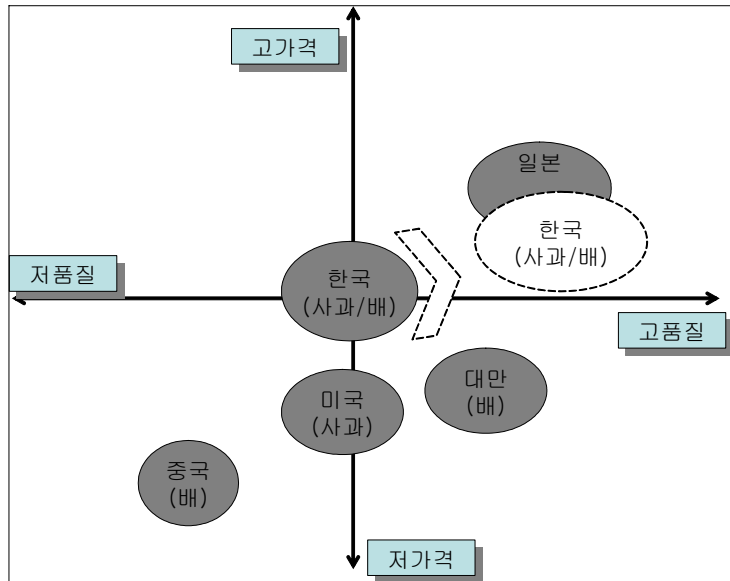 고가격
일본
한국
(사과/배)
저품질
한국
(사과/배)
고품질
대만
(배)
미국
(사과)
중국
(배)
저가격